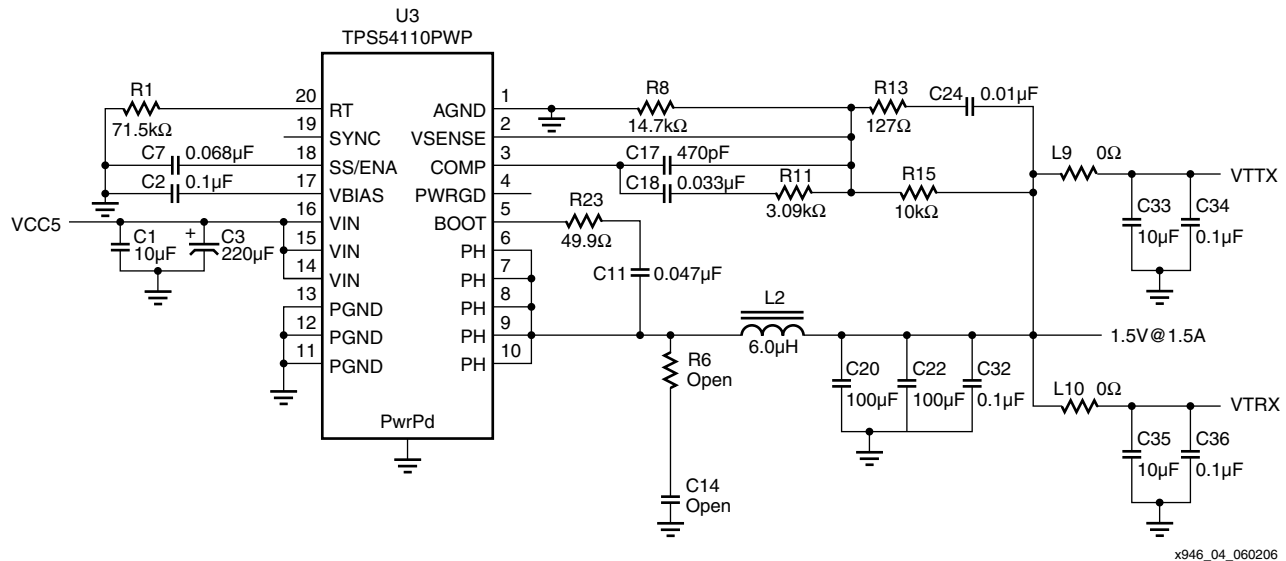 U3
TPS54110PWP
R1
71.5kΩ
C7 0.068µF
C2 0.1µF
VCC5
C1
10µF
+
C3
220µF
20
19
18
17
16
15
14
13
12
11
RT
SYNC
SS/ENA
VBIAS
VIN
VIN
VIN
PGND
PGND
PGND
AGND
VSENSE
COMP
PWRGD
BOOT
PH
PH
PH
PH
PH
PwrPd
1
2
3
4
5
6
7
8
9
10
R8
14.7kΩ
C17 470pF
C18 0.033µF
R11
3.09kΩ
R13
127Ω
C24 0.01µF
R15
10kΩ
R23
49.9Ω
C11 0.047µF
L2
6.0µH
R6
Open
C14
Open
C20
100µF
C22
100µF
C32
0.1µF
L9 0Ω
VTTX
C33
10µF
C34
0.1µF
1.5V@1.5A
L10 0Ω
VTRX
C35
10µF
C36
0.1µF
x946_04_060206